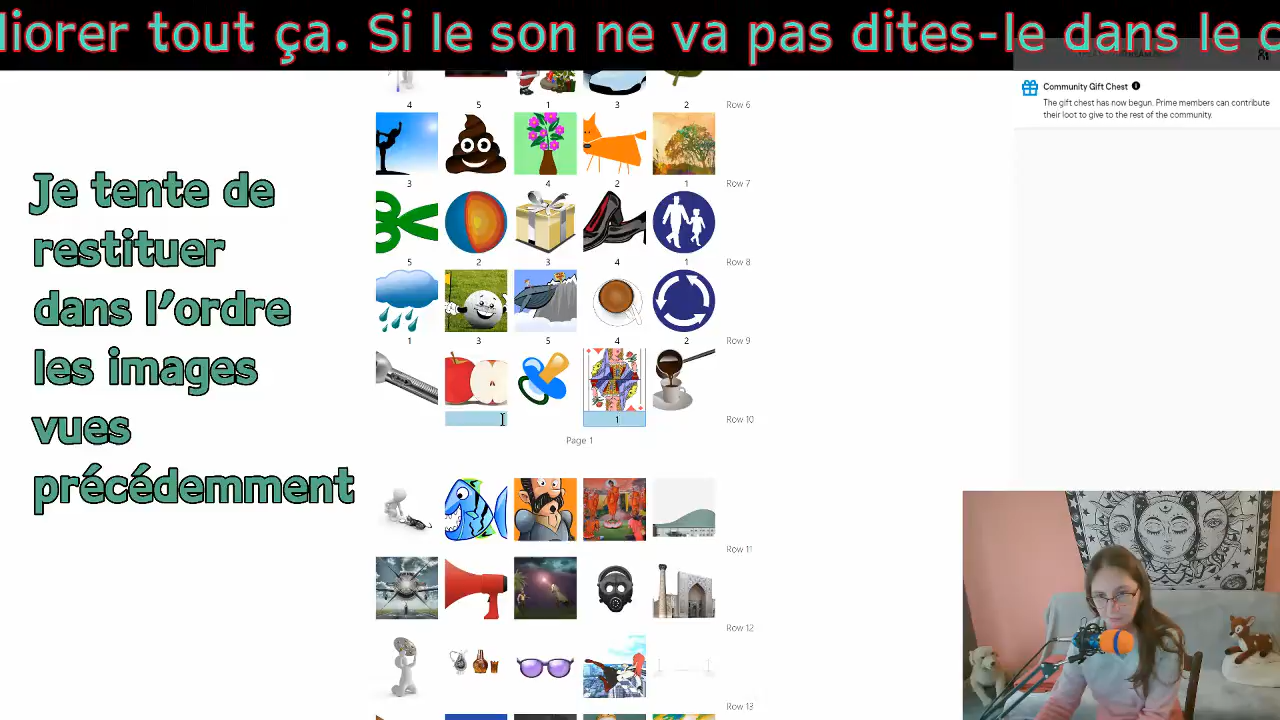 liorer tout ça. Si le son ne va pas dites-le dans le c
Community Gift Chest
The gift chest has now begun. Prime members can contribute
their loot to give to the rest of the community.
Je tente de
restituer
dans l'ordre
les images
vues
précédemment
4 5 1 3 2 Row 6
3 4 2 1 Row 7
5 2 3 4 1 Row 8
1 3 5 4 2 Row 9
1 Row 10
Page 1
Row 11
Row 12
Row 13